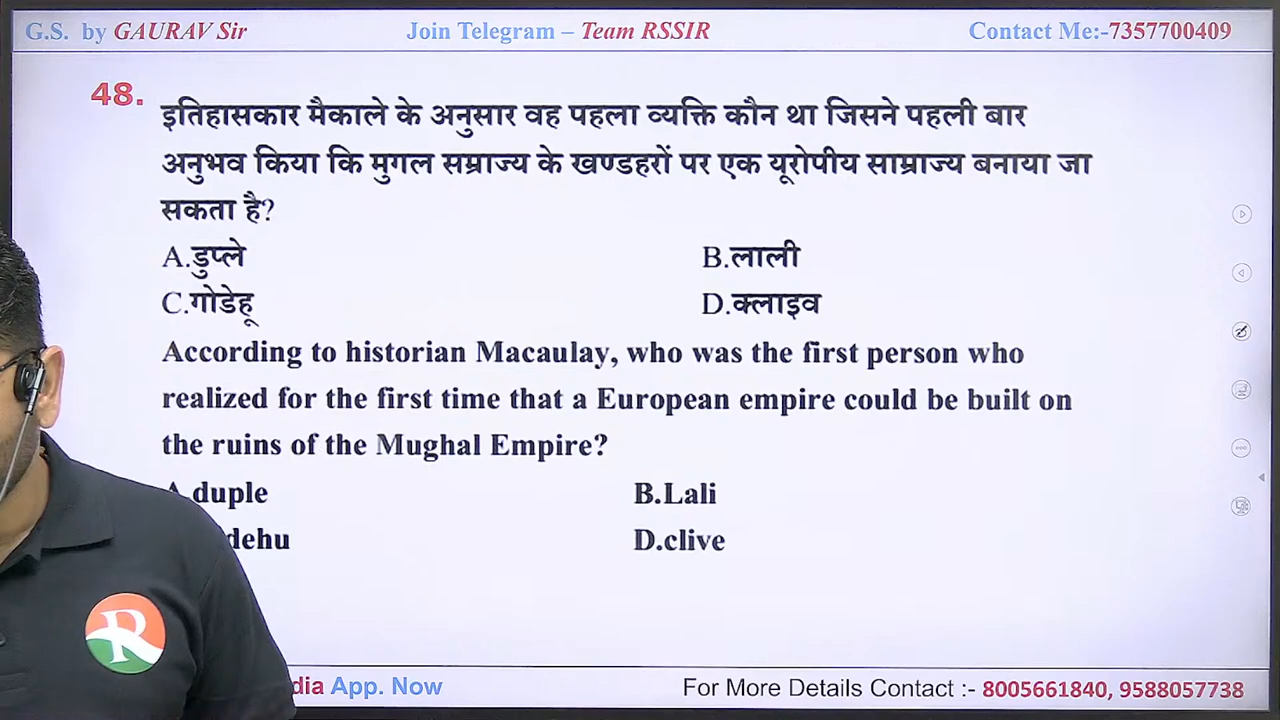 G.S. by GAURAV Sir Join Telegram – Team RSSIR Contact Me:-7357700409
48.
इतिहासकार मैकाले के अनुसार वह पहला व्यक्ति कौन था जिसने पहली बार
अनुभव किया कि मुगल सम्राज्य के खण्डहरों पर एक यूरोपीय साम्राज्य बनाया जा
सकता है?
A.डुप्ले B.लाली
C.गोडेहू D.क्लाइव
According to historian Macaulay, who was the first person who
realized for the first time that a European empire could be built on
the ruins of the Mughal Empire?
A.duple B.Lali
dehu D.clive
R
dia App. Now For More Details Contact :- 8005661840, 9588057738